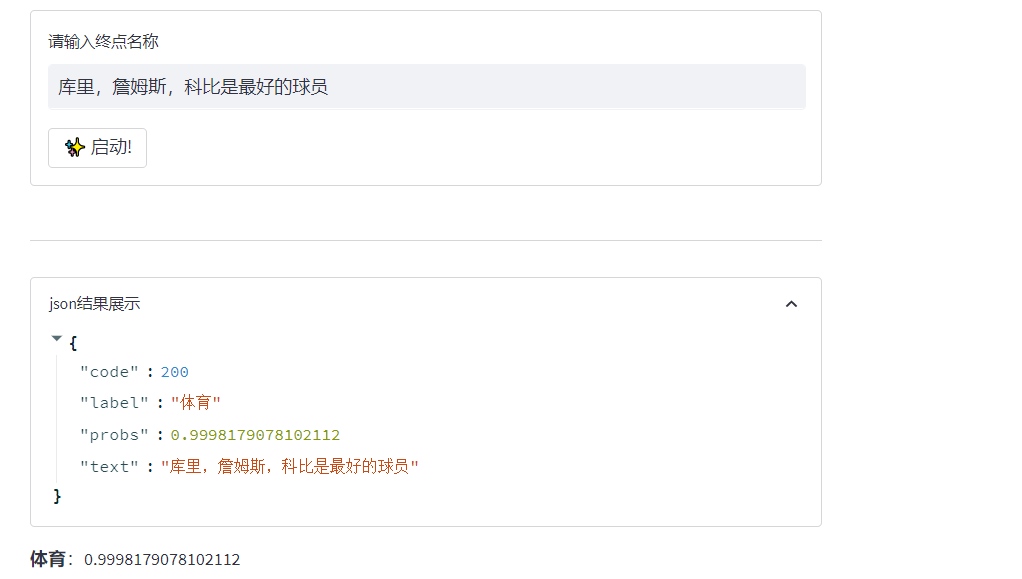 请输入终点名称
库里，詹姆斯，科比是最好的球员
✨ 启动!
json结果展示
{
"code" : 200
"label" : "体育"
"probs" : 0.9998179078102112
"text" : "库里，詹姆斯，科比是最好的球员"
}
体育：0.9998179078102112